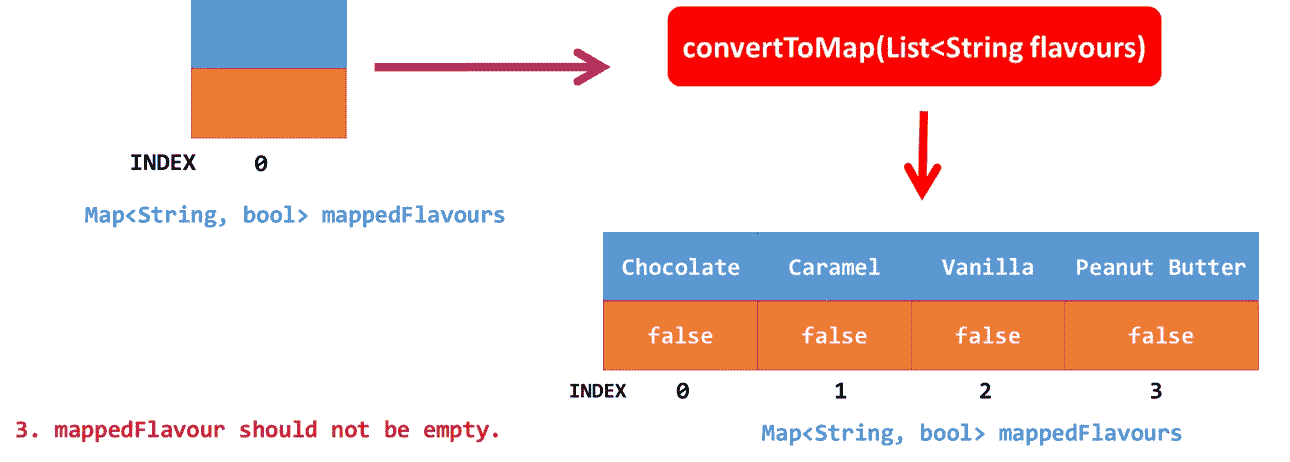 convertToMap(List<String flavours)
INDEX 0
Map<String, bool> mappedFlavours
Chocolate Caramel Vanilla Peanut Butter
false false false false
INDEX 0 1 2 3
3. mappedFlavour should not be empty.
Map<String, bool> mappedFlavours